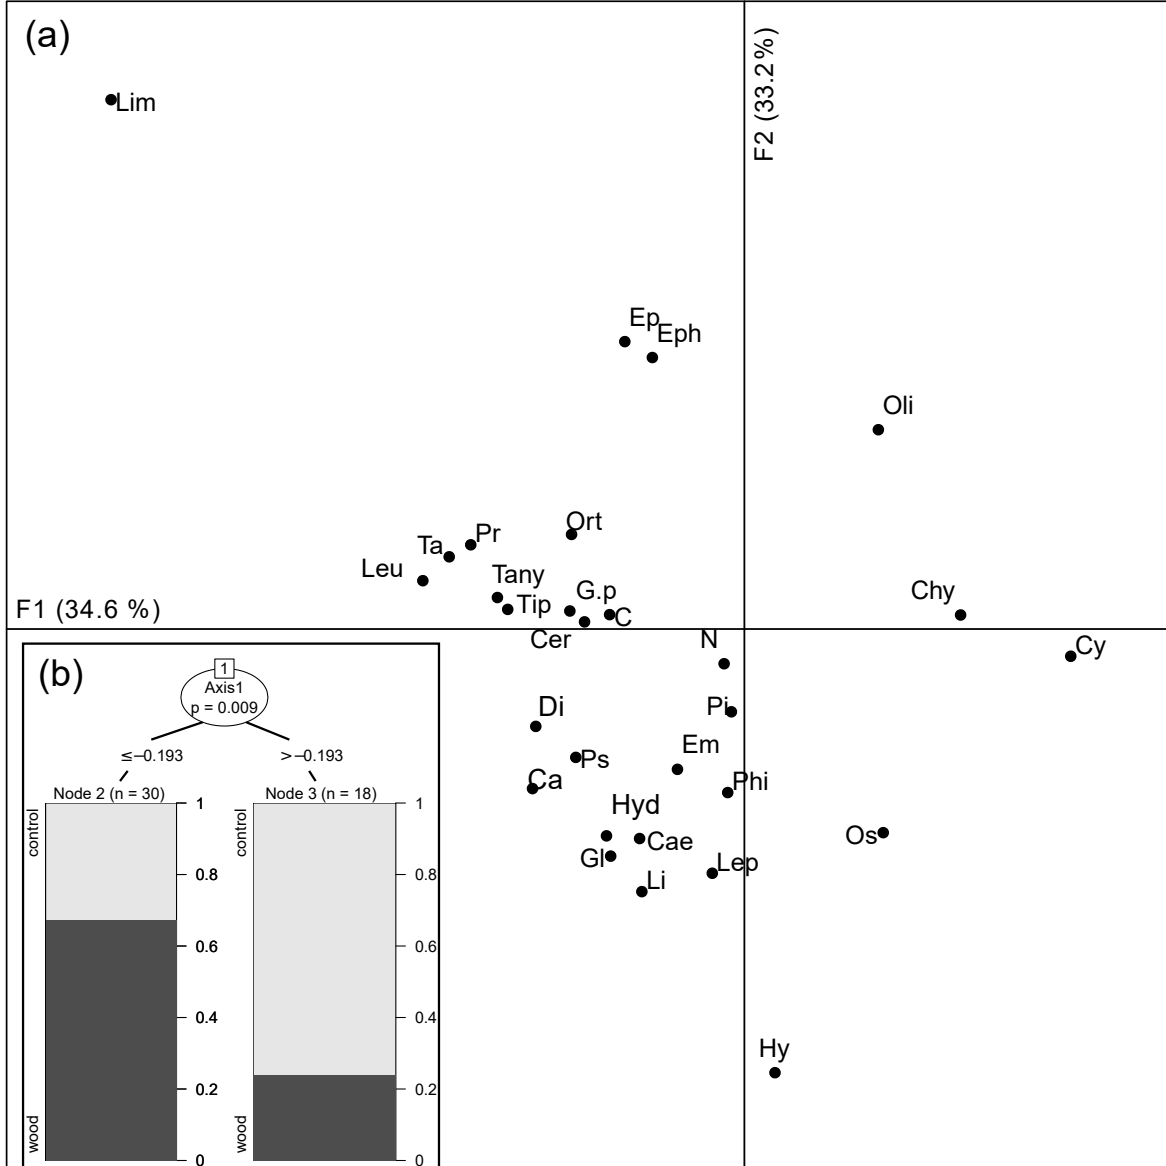 (a)
F2 (33.2%)
Lim
Ep
Eph
Oli
Ort
Pr
Ta
Leu
Tany
Tip
G.p
C
Chy
F1 (34.6 %)
Cer
N
Cy
Di
Pi
Em
Ps
Ca
Phi
Hyd
Cae
Os
Gl
Lep
Li
Hy
(b)
1
Axis1
p = 0.009
≤−0.193
>−0.193
Node 2 (n = 30)
Node 3 (n = 18)
control
wood
1
0.8
0.6
0.4
0.2
0
control
wood
1
0.8
0.6
0.4
0.2
0